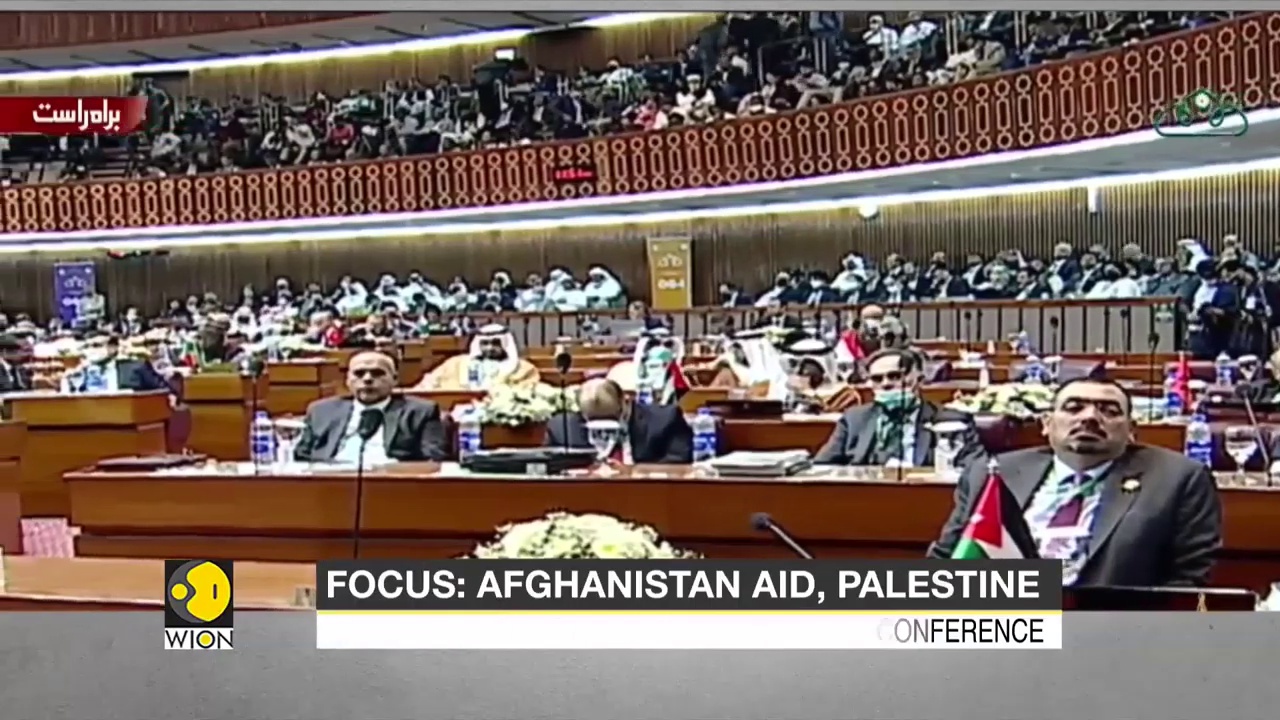 براہ راست
FOCUS: AFGHANISTAN AID, PALESTINE
ONFERENCE
WION